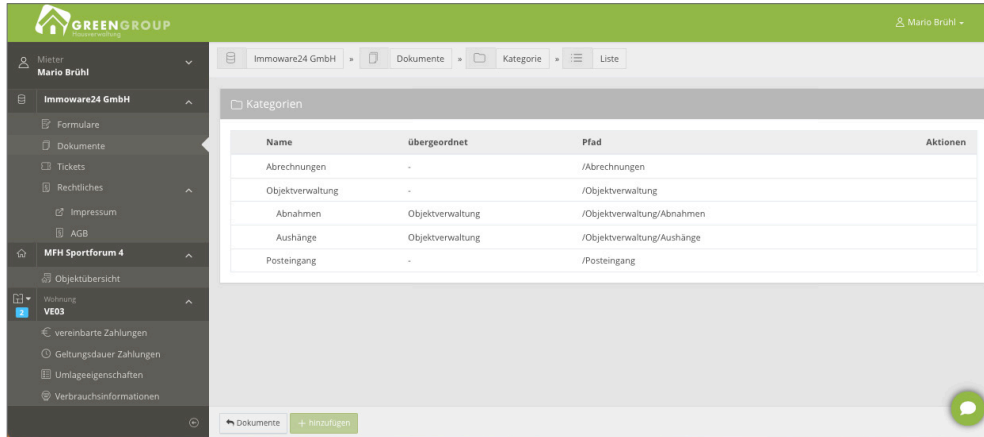 GREENGROUP
Hausverwaltung
Mario Brühl
Mieter
Mario Brühl
Immoware24 GmbH
Formulare
Dokumente
Tickets
Rechtliches
Impressum
AGB
MFH Sportforum 4
Objektübersicht
Wohnung
VE03
2
vereinbarte Zahlungen
Geltungsdauer Zahlungen
Umlageeigenschaften
Verbrauchsinformationen
Immoware24 GmbH » Dokumente » Kategorie » Liste
Kategorien
Name übergeordnet Pfad Aktionen
Abrechnungen - /Abrechnungen
Objektverwaltung - /Objektverwaltung
Abnahmen Objektverwaltung /Objektverwaltung/Abnahmen
Aushänge Objektverwaltung /Objektverwaltung/Aushänge
Posteingang - /Posteingang
Dokumente + hinzufügen